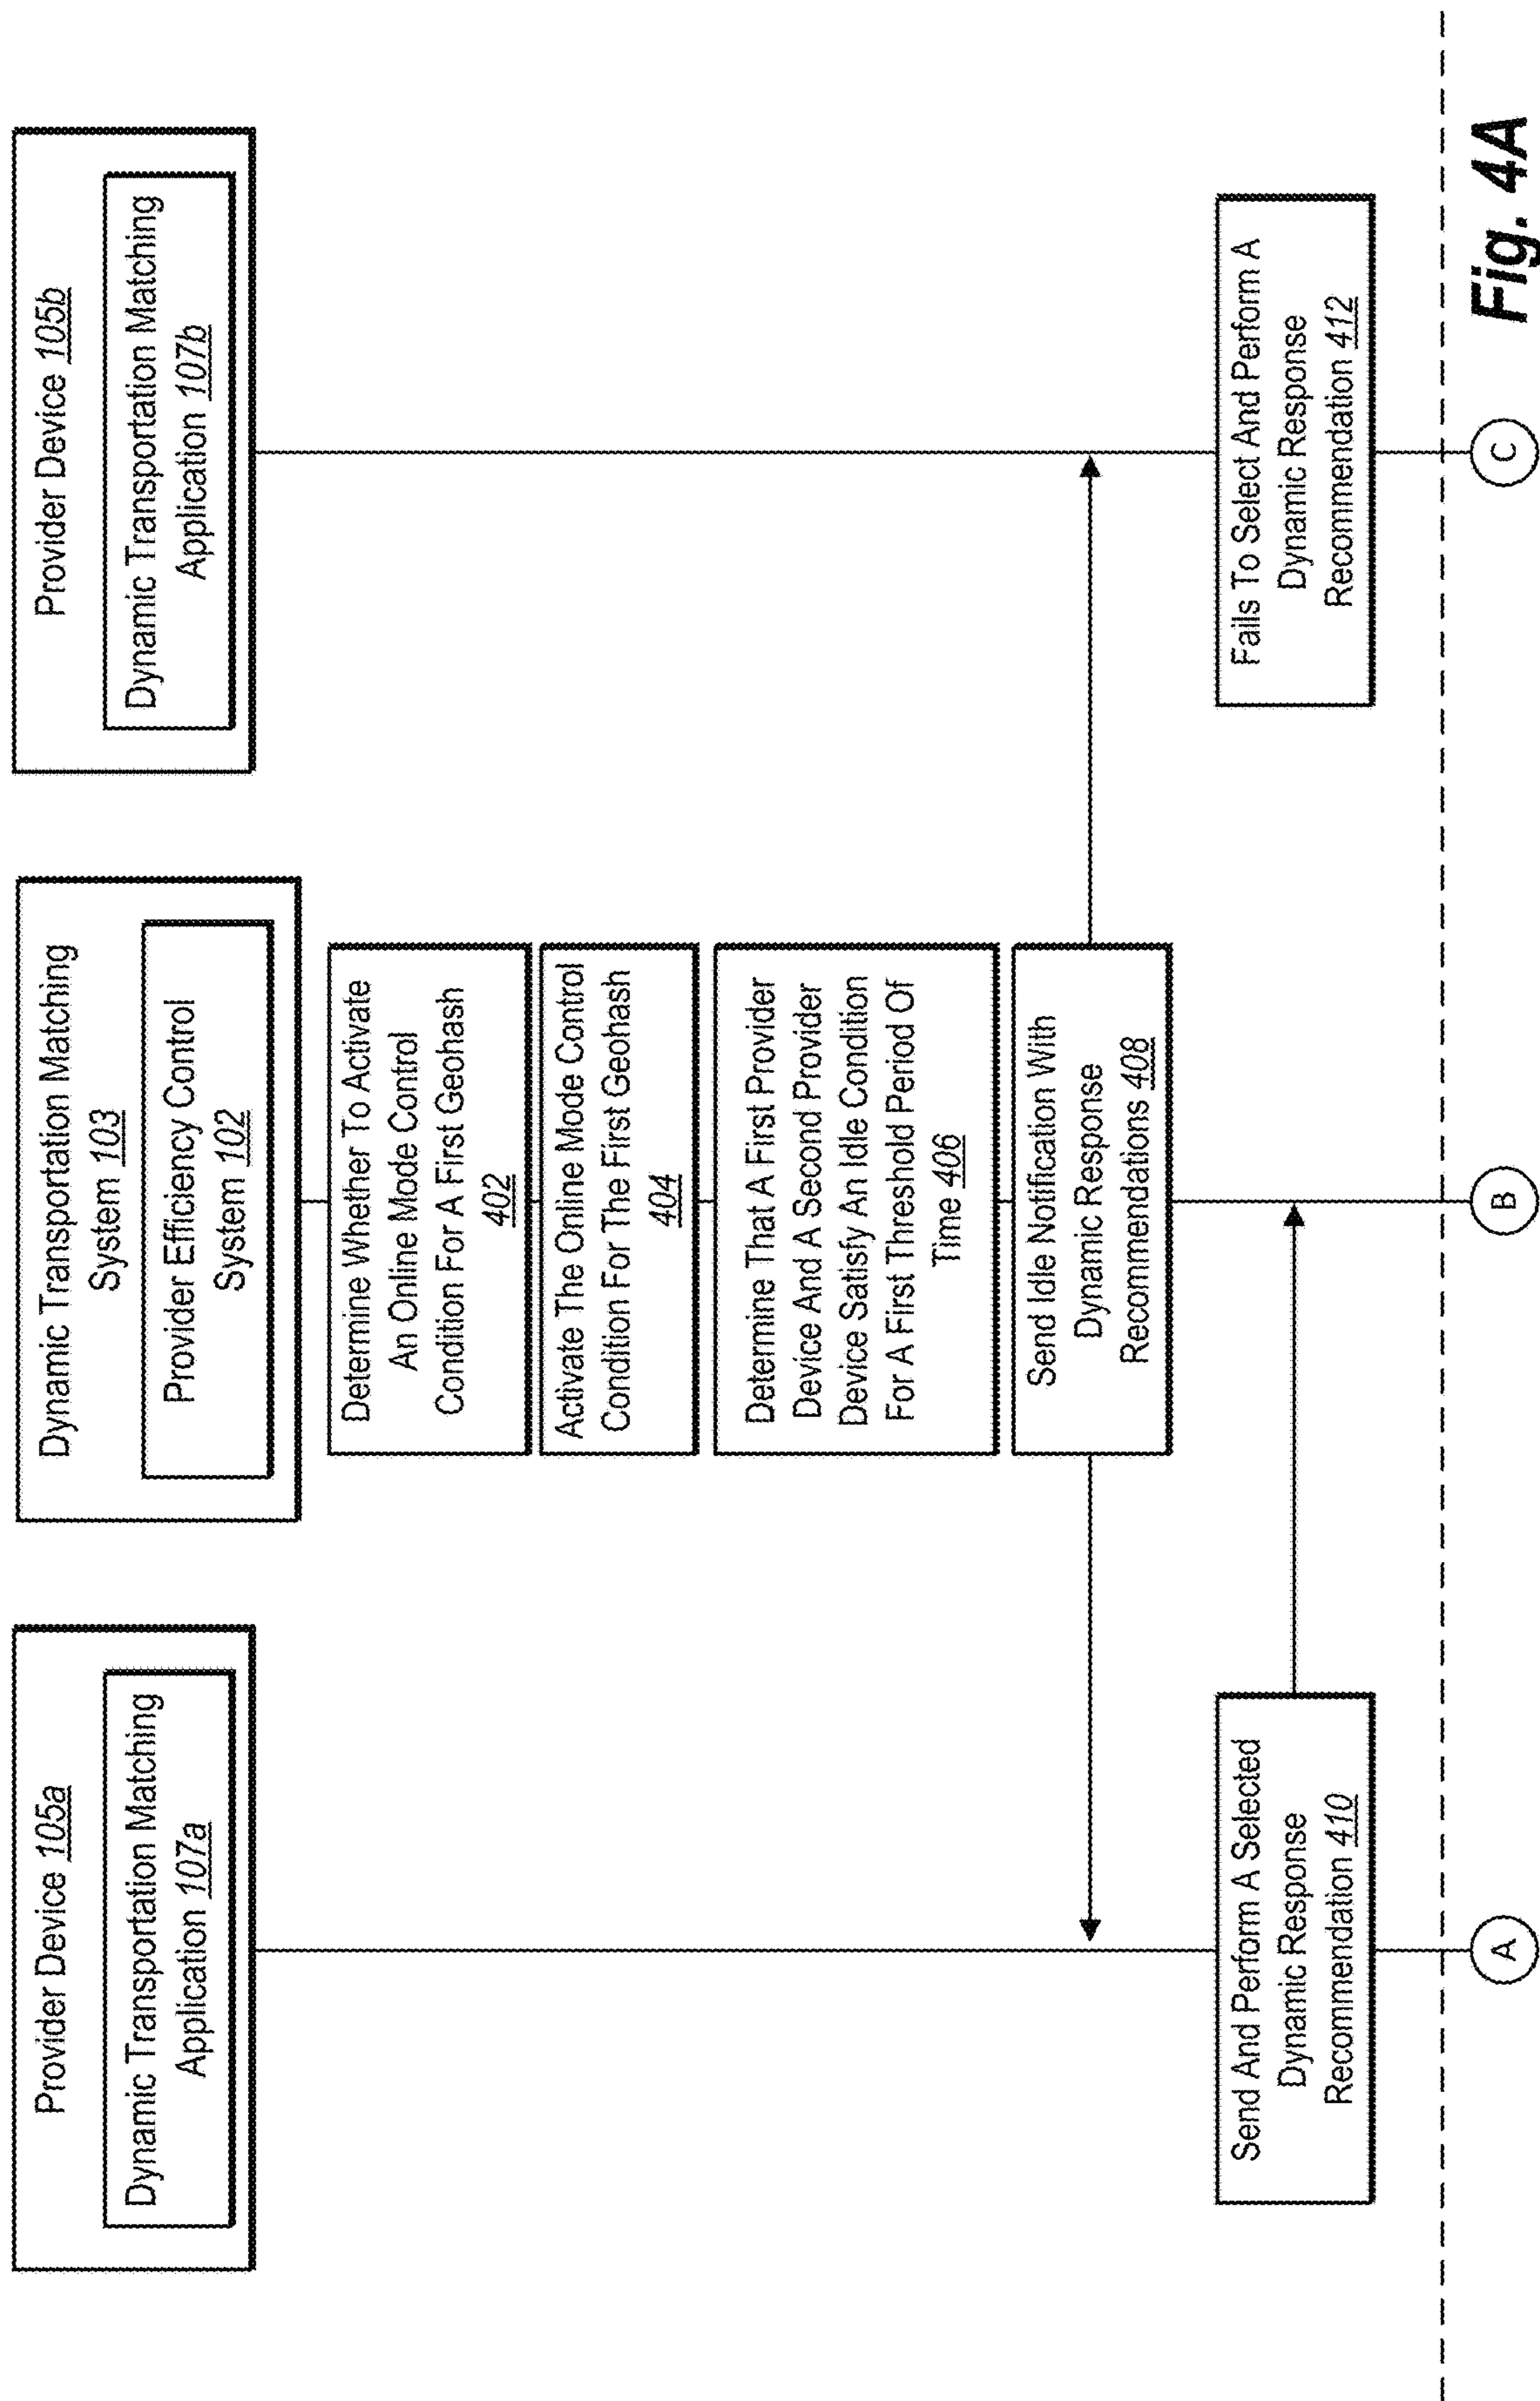 Provider Device 105a
Dynamic Transportation Matching
Application 107a
Dynamic Transportation Matching
System 103
Provider Efficiency Control
System 102
Provider Device 105b
Dynamic Transportation Matching
Application 107b
Determine Whether To Activate
An Online Mode Control
Condition For A First Geohash
402
Activate The Online Mode Control
Condition For The First Geohash
404
Determine That A First Provider
Device And A Second Provider
Device Satisfy An Idle Condition
For A First Threshold Period Of
Time 406
Send Idle Notification With
Dynamic Response
Recommendations 408
Send And Perform A Selected
Dynamic Response
Recommendation 410
Fails To Select And Perform A
Dynamic Response
Recommendation 412
A
B
C
Fig. 4A